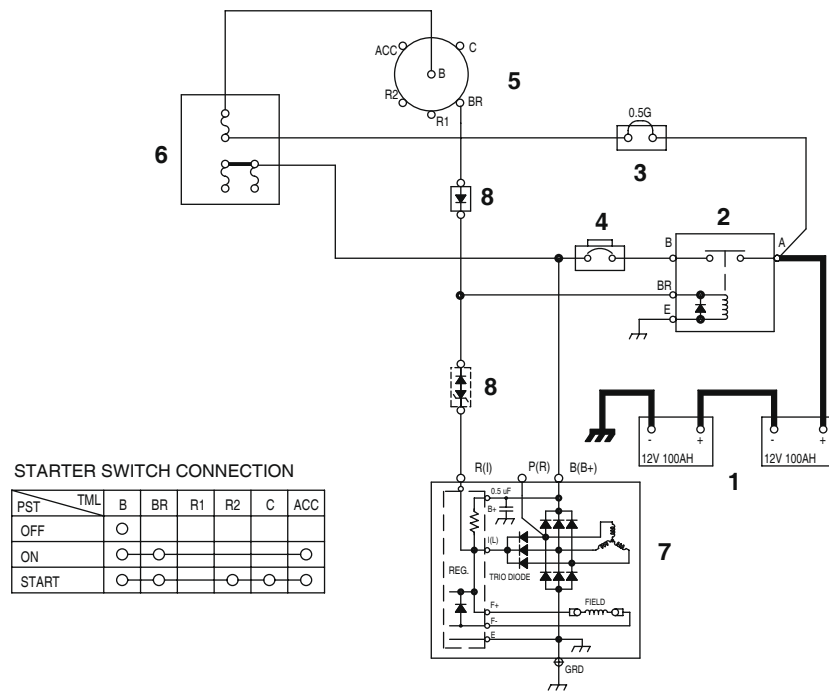 ACC
C
B
5
R2
BR
R1
0.5G
6
3
8
4
2
B
A
BR
E
8
-
+
-
+
12V 100AH
12V 100AH
1
R(I)
P(R)
B(B+)
0.5 uF
B+
I(L)
7
REG.
TRIO DIODE
F+
FIELD
F-
E
GRD
STARTER SWITCH CONNECTION
PST TML B BR R1 R2 C ACC
OFF
ON
START